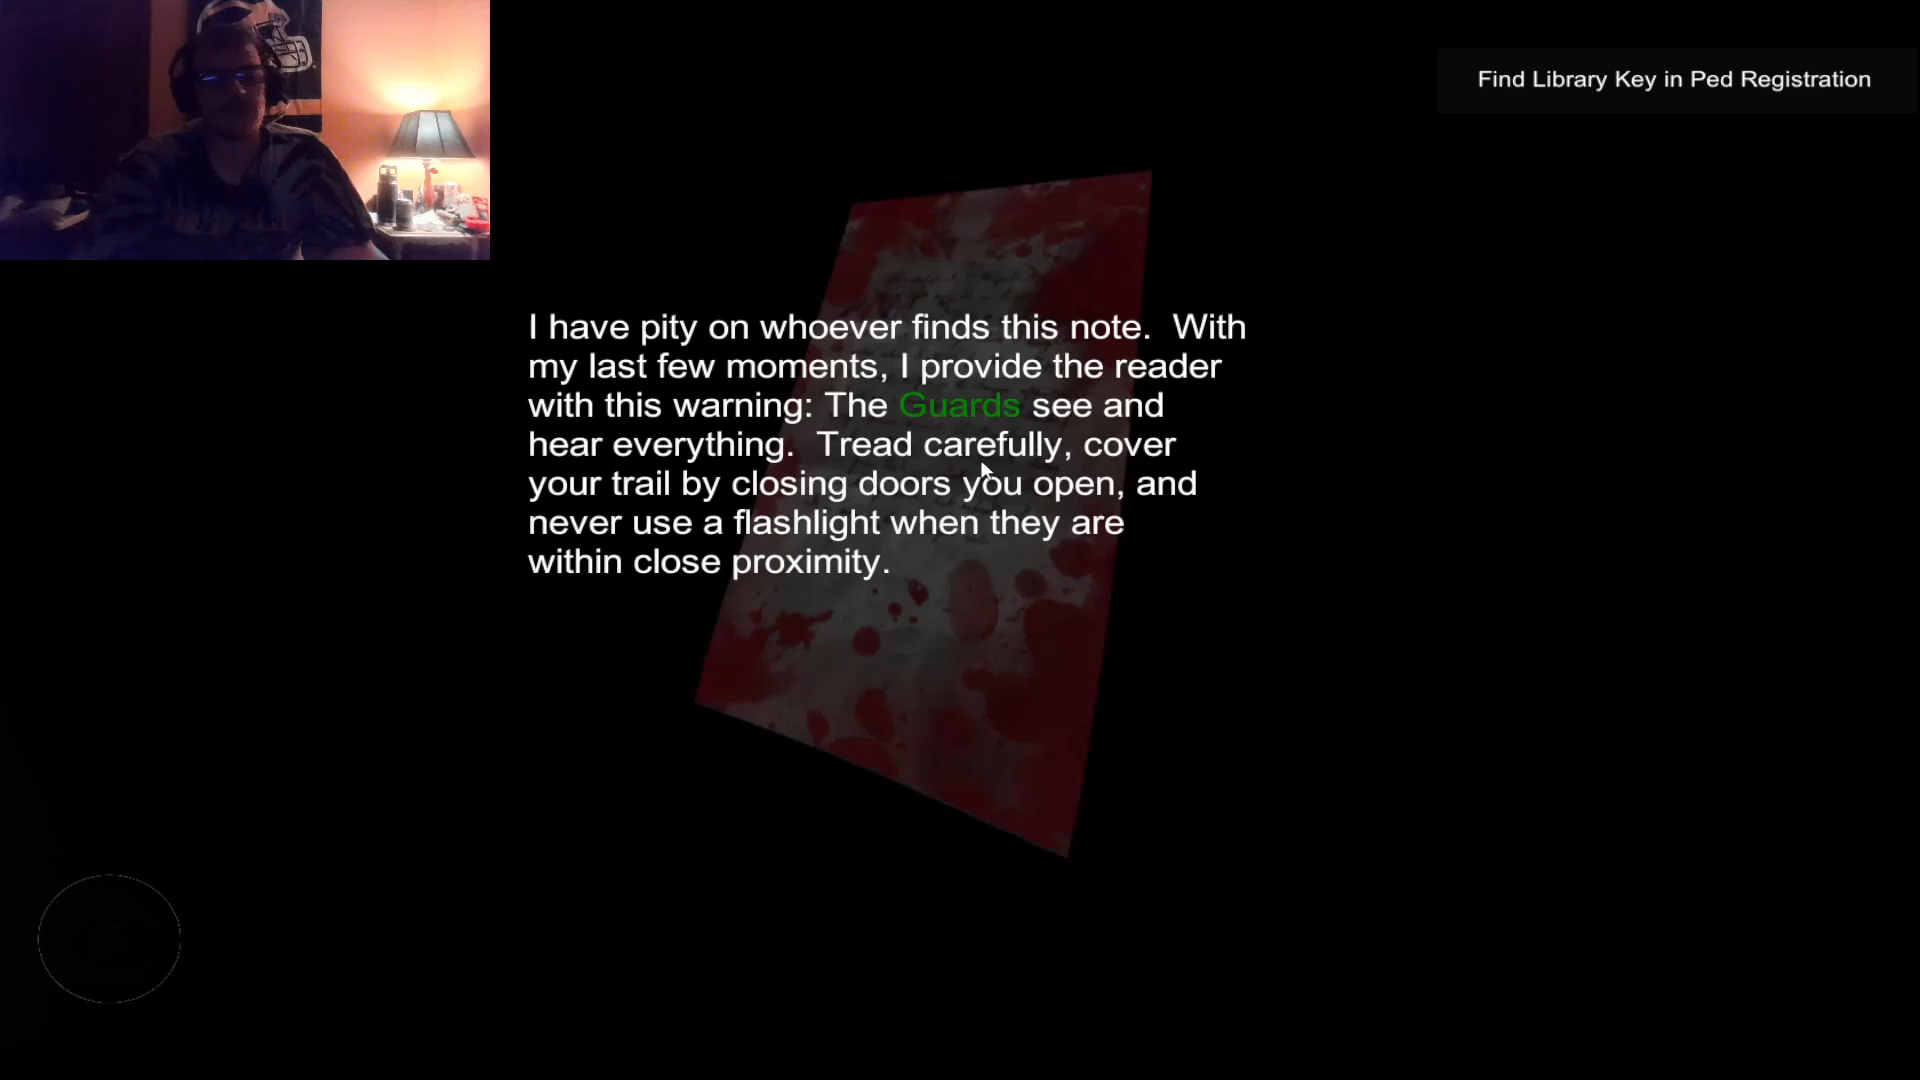 Find Library Key in Ped Registration
I have pity on whoever finds this note.  With
my last few moments, I provide the reader
with this warning: The Guards see and
hear everything.  Tread carefully, cover
your trail by closing doors you open, and
never use a flashlight when they are
within close proximity.